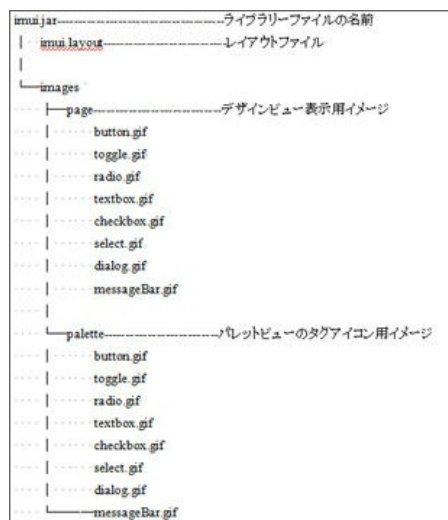 imui.jar--------------------------------ライブラリーファイルの名前
imui.layout-----------------------------レイアウトファイル
images
page-------------------------------デザインビュー表示用イメージ
button.gif
toggle.gif
radio.gif
textbox.gif
checkbox.gif
select.gif
dialog.gif
messageBar.gif
palette---------------------------パレットビューのタグアイコン用イメージ
button.gif
toggle.gif
radio.gif
textbox.gif
checkbox.gif
select.gif
dialog.gif
messageBar.gif